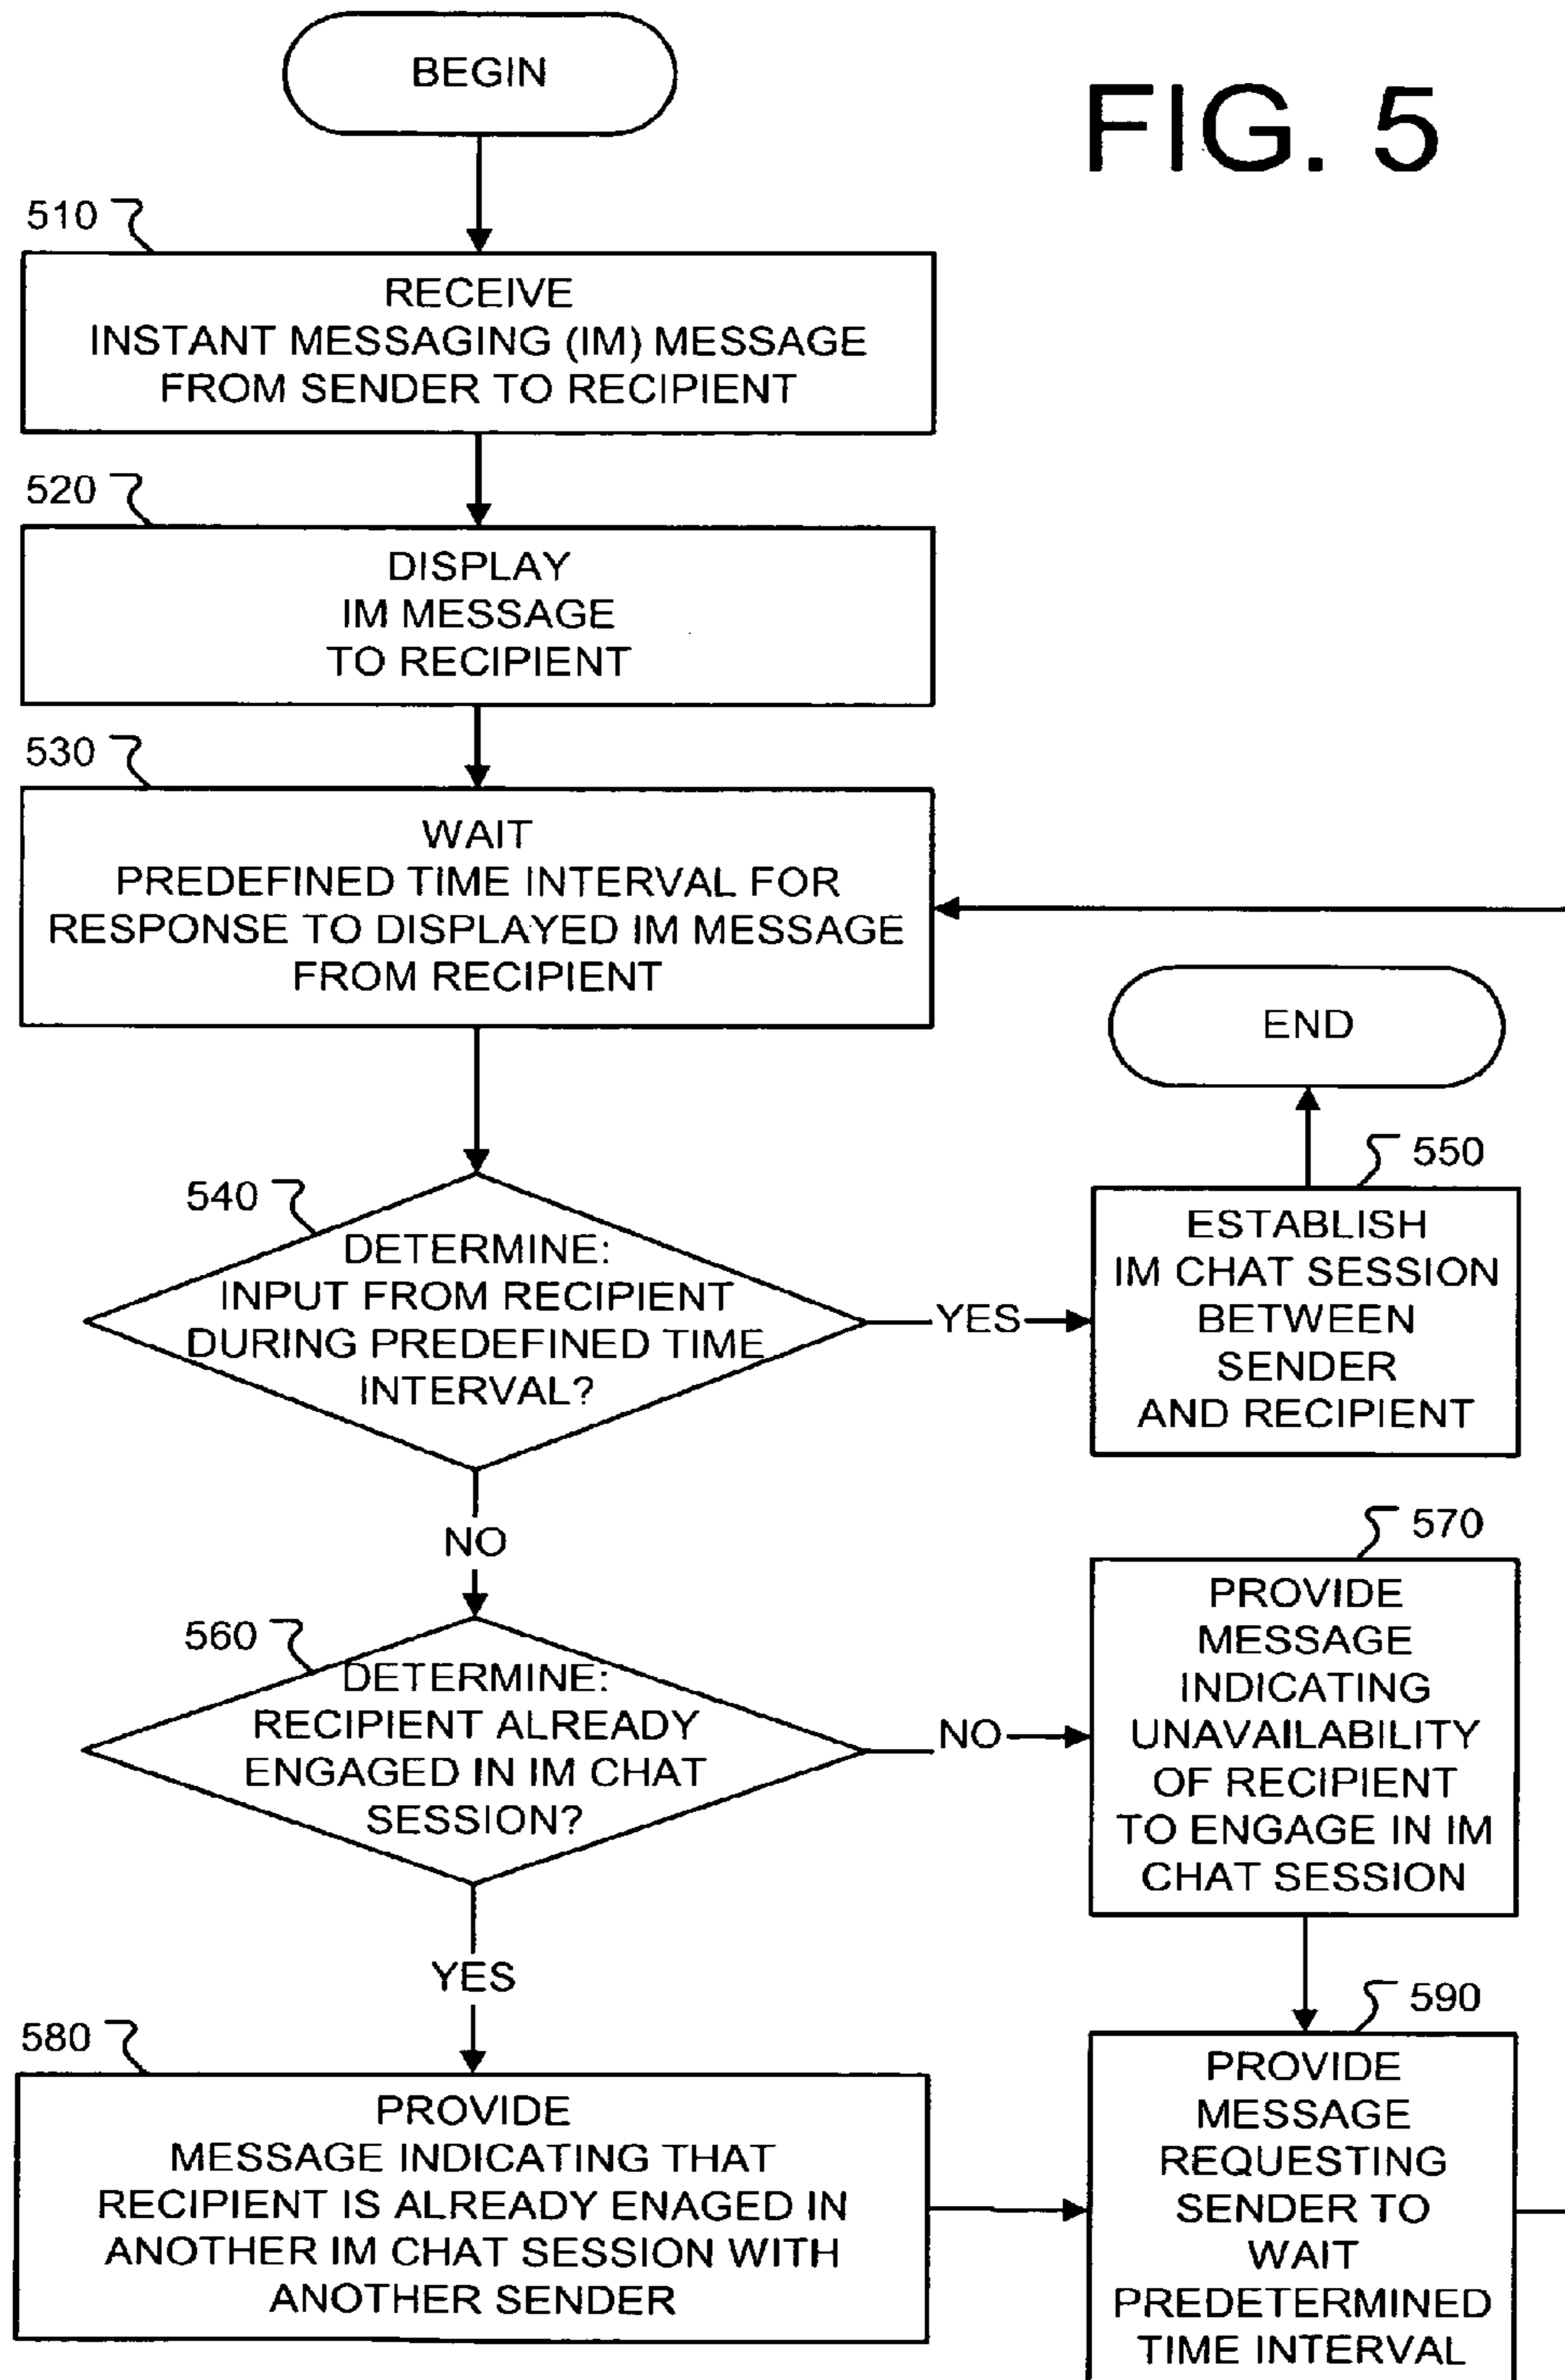 BEGIN
FIG. 5
510
RECEIVE
INSTANT MESSAGING (IM) MESSAGE
FROM SENDER TO RECIPIENT
520
DISPLAY
IM MESSAGE
TO RECIPIENT
530
WAIT
PREDEFINED TIME INTERVAL FOR
RESPONSE TO DISPLAYED IM MESSAGE
FROM RECIPIENT
END
540
DETERMINE:
INPUT FROM RECIPIENT
DURING PREDEFINED TIME
INTERVAL?
YES
550
ESTABLISH
IM CHAT SESSION
BETWEEN
SENDER
AND RECIPIENT
NO
560
DETERMINE:
RECIPIENT ALREADY
ENGAGED IN IM CHAT
SESSION?
NO
570
PROVIDE
MESSAGE
INDICATING
UNAVAILABILITY
OF RECIPIENT
TO ENGAGE IN IM
CHAT SESSION
YES
580
PROVIDE
MESSAGE INDICATING THAT
RECIPIENT IS ALREADY ENAGED IN
ANOTHER IM CHAT SESSION WITH
ANOTHER SENDER
590
PROVIDE
MESSAGE
REQUESTING
SENDER TO
WAIT
PREDETERMINED
TIME INTERVAL